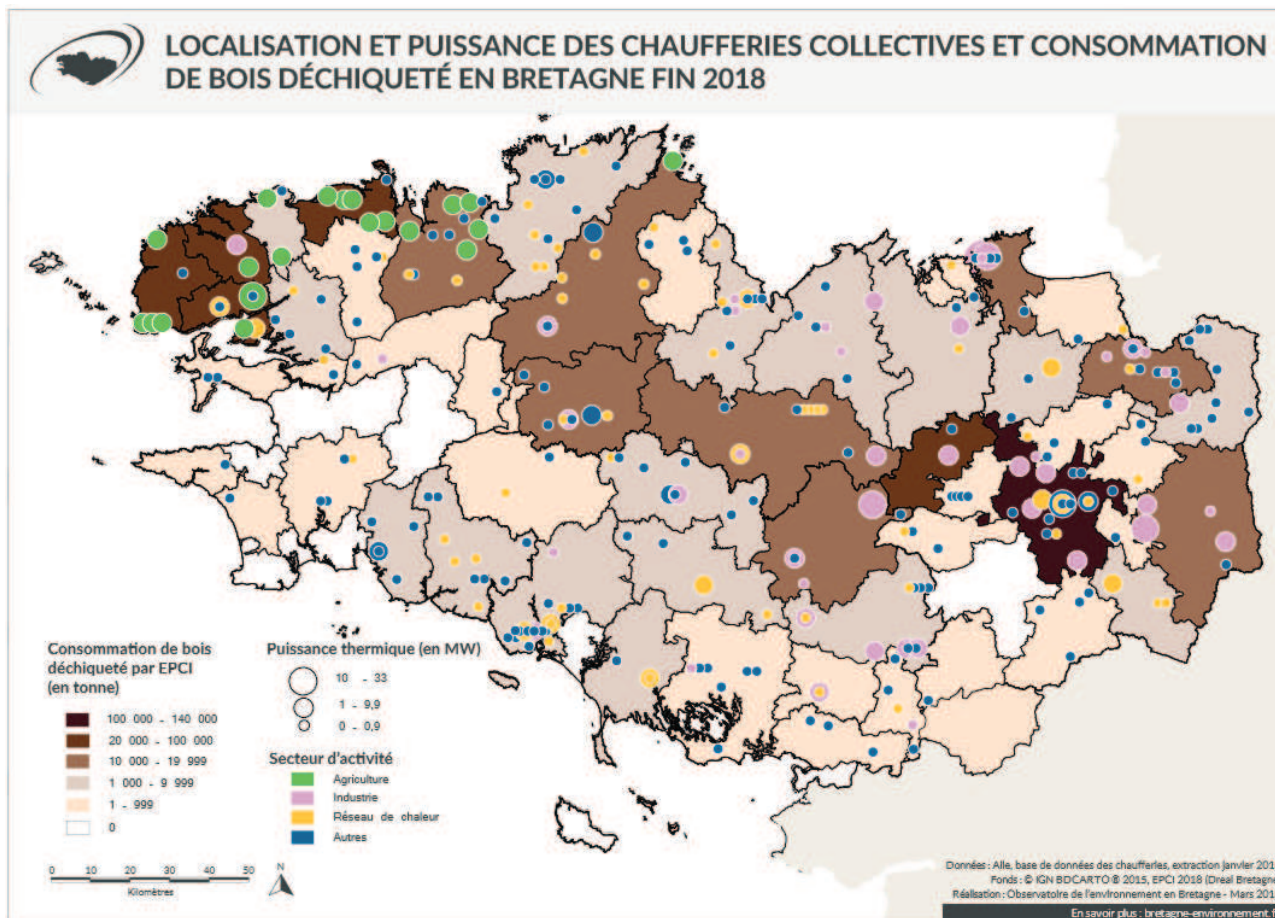 LOCALISATION ET PUISSANCE DES CHAUFFERIES COLLECTIVES ET CONSOMMATION
DE BOIS DÉCHIQUETÉ EN BRETAGNE FIN 2018
Consommation de bois
déchiqueté par EPCI
(en tonne)
100 000 - 140 000
20 000 - 100 000
10 000 - 19 999
1 000 - 9 999
1 - 999
0
Puissance thermique (en MW)
10 - 33
1 - 9,9
0 - 0,9
Secteur d'activité
Agriculture
Industrie
Réseau de chaleur
Autres
0 10 20 30 40 50
Kilomètres
N
Données : Aile, base de données des chaufferies, extraction janvier 201
Fonds : © IGN BDCARTO ® 2015, EPCI 2018 (Dreal Bretagne
Réalisation : Observatoire de l'environnement en Bretagne - Mars 201
En savoir plus : bretagne-environnement.